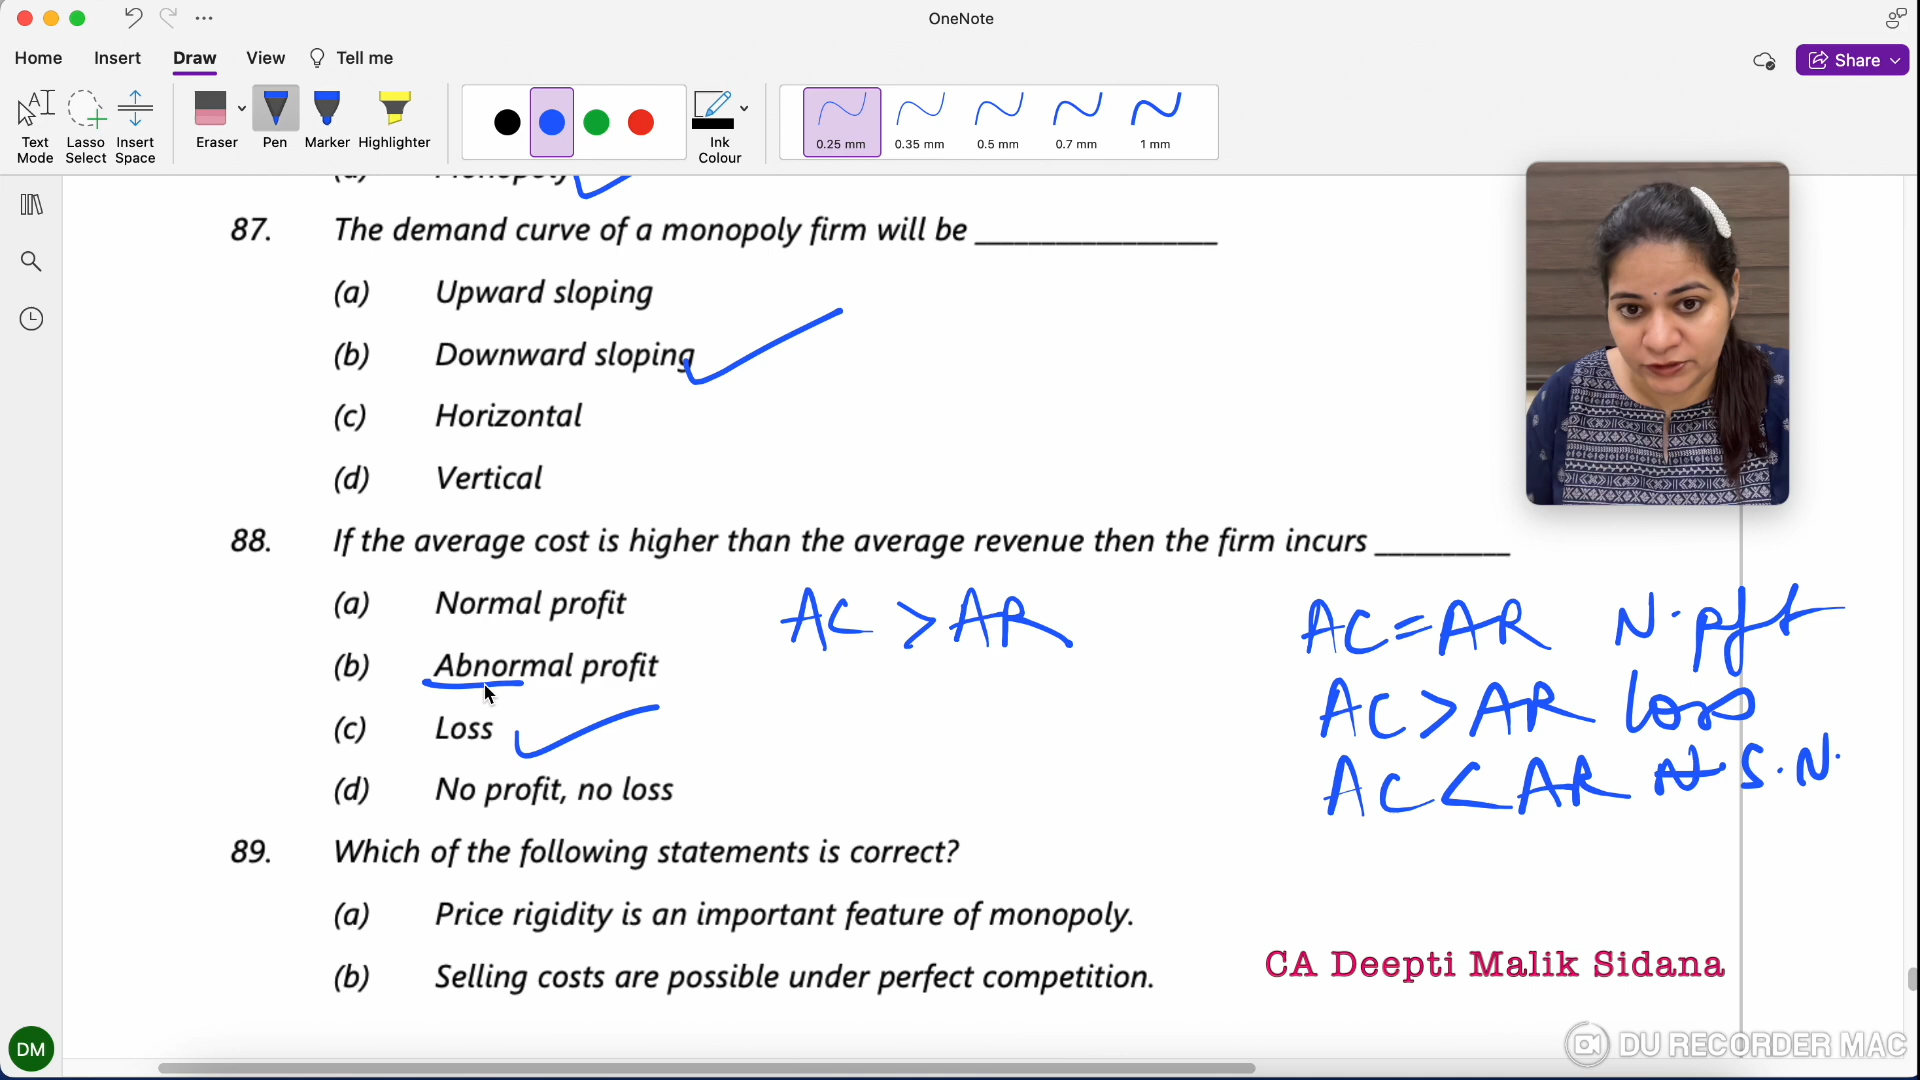 OneNote
Home Insert Draw View Tell me
Share
Text Mode
Lasso Select
Insert Space
Eraser
Pen
Marker
Highlighter
Ink Colour
0.25 mm
0.35 mm
0.5 mm
0.7 mm
1 mm
(d) Monopoly
87. The demand curve of a monopoly firm will be ________________
(a) Upward sloping
(b) Downward sloping
(c) Horizontal
(d) Vertical
88. If the average cost is higher than the average revenue then the firm incurs _________
(a) Normal profit
AC > AR
AC = AR N. pft
(b) Abnormal profit
AC > AR Loss
(c) Loss
AC < AR S.N.
(d) No profit, no loss
89. Which of the following statements is correct?
(a) Price rigidity is an important feature of monopoly.
(b) Selling costs are possible under perfect competition.
CA Deepti Malik Sidana
DM
DU RECORDER MAC